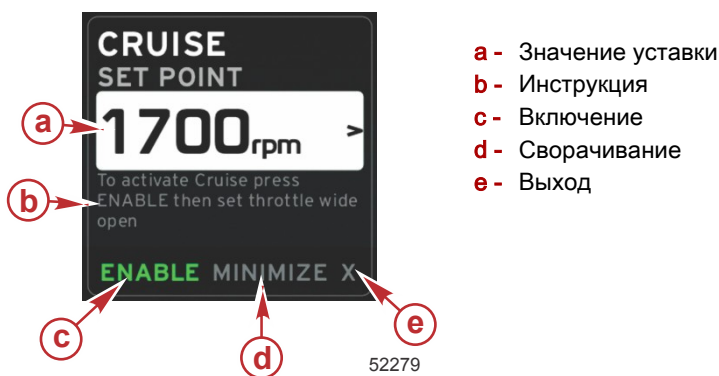 CRUISE
SET POINT
1700rpm >
To activate Cruise press
ENABLE then set throttle wide
open
ENABLE MINIMIZE X
a
b
c
d
e
52279
a - Значение уставки
b - Инструкция
c - Включение
d - Сворачивание
e - Выход